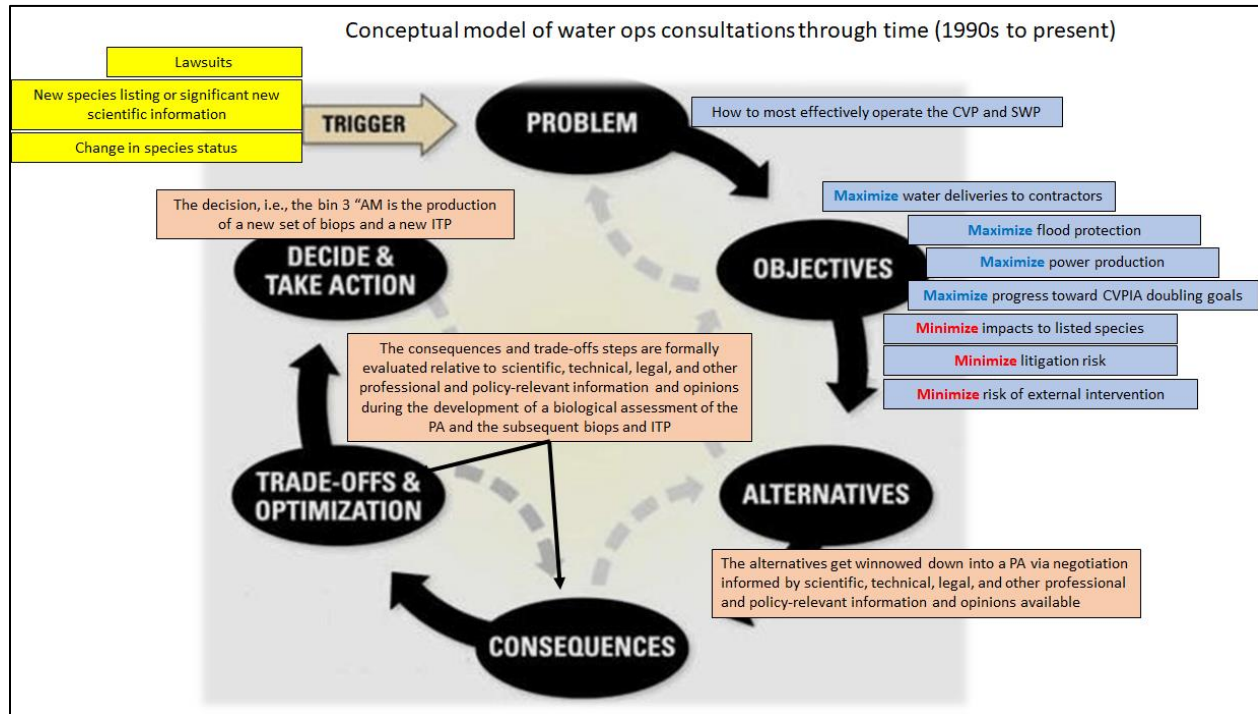 Conceptual model of water ops consultations through time (1990s to present)
Lawsuits
New species listing or significant new
scientific information
Change in species status
TRIGGER
PROBLEM
How to most effectively operate the CVP and SWP
Maximize water deliveries to contractors
Maximize flood protection
Maximize power production
Maximize progress toward CVPIA doubling goals
Minimize impacts to listed species
Minimize litigation risk
Minimize risk of external intervention
OBJECTIVES
The decision, i.e., the bin 3 “AM is the production
of a new set of biops and a new ITP
DECIDE &
TAKE ACTION
The consequences and trade-offs steps are formally
evaluated relative to scientific, technical, legal, and other
professional and policy-relevant information and opinions
during the development of a biological assessment of the
PA and the subsequent biops and ITP
TRADE-OFFS &
OPTIMIZATION
ALTERNATIVES
The alternatives get winnowed down into a PA via negotiation
informed by scientific, technical, legal, and other professional
and policy-relevant information and opinions available
CONSEQUENCES